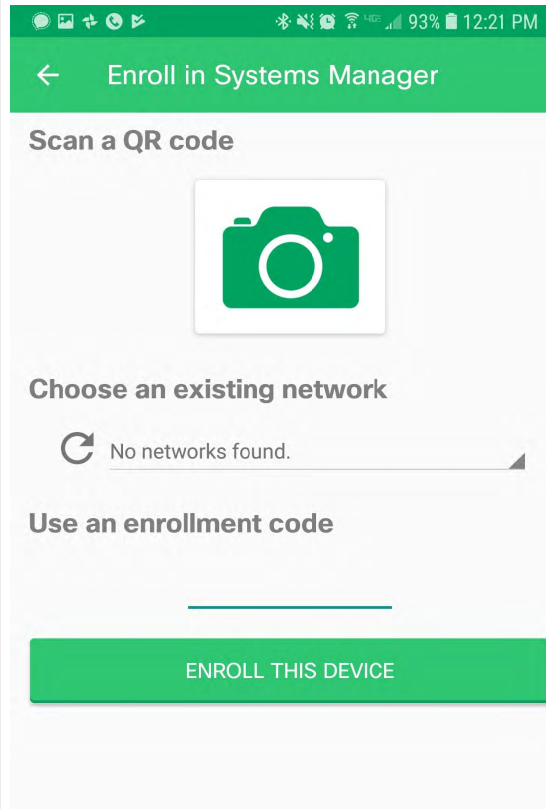 4GE 93% 12:21 PM
Enroll in Systems Manager
Scan a QR code
Choose an existing network
No networks found.
Use an enrollment code
ENROLL THIS DEVICE